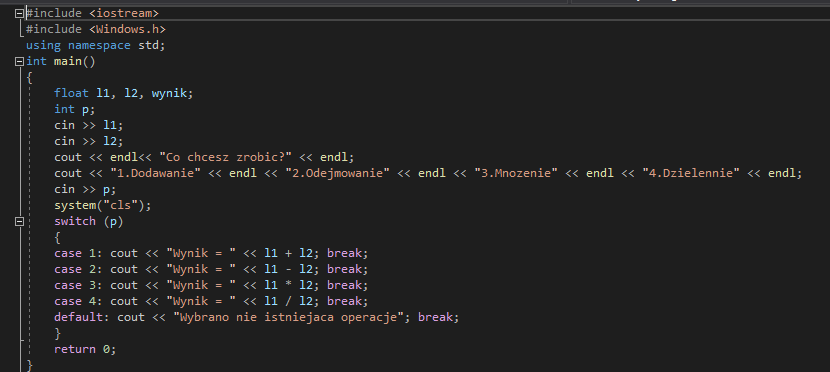 #include <iostream>
#include <Windows.h>
using namespace std;
int main()
{
float l1, l2, wynik;
int p;
cin >> l1;
cin >> l2;
cout << endl<< "Co chcesz zrobic?" << endl;
cout << "1.Dodawanie" << endl << "2.Odejmowanie" << endl << "3.Mnozenie" << endl << "4.Dzielennie" << endl;
cin >> p;
system("cls");
switch (p)
{
case 1: cout << "Wynik = " << l1 + l2; break;
case 2: cout << "Wynik = " << l1 - l2; break;
case 3: cout << "Wynik = " << l1 * l2; break;
case 4: cout << "Wynik = " << l1 / l2; break;
default: cout << "Wybrano nie istniejaca operacje"; break;
}
return 0;
}